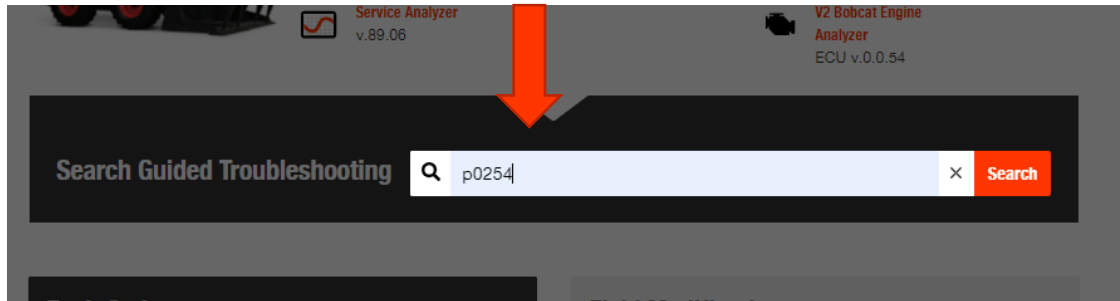 Service Analyzer
v.89.06
V2 Bobcat Engine
Analyzer
ECU v.0.0.54
Search Guided Troubleshooting
p0254
Search